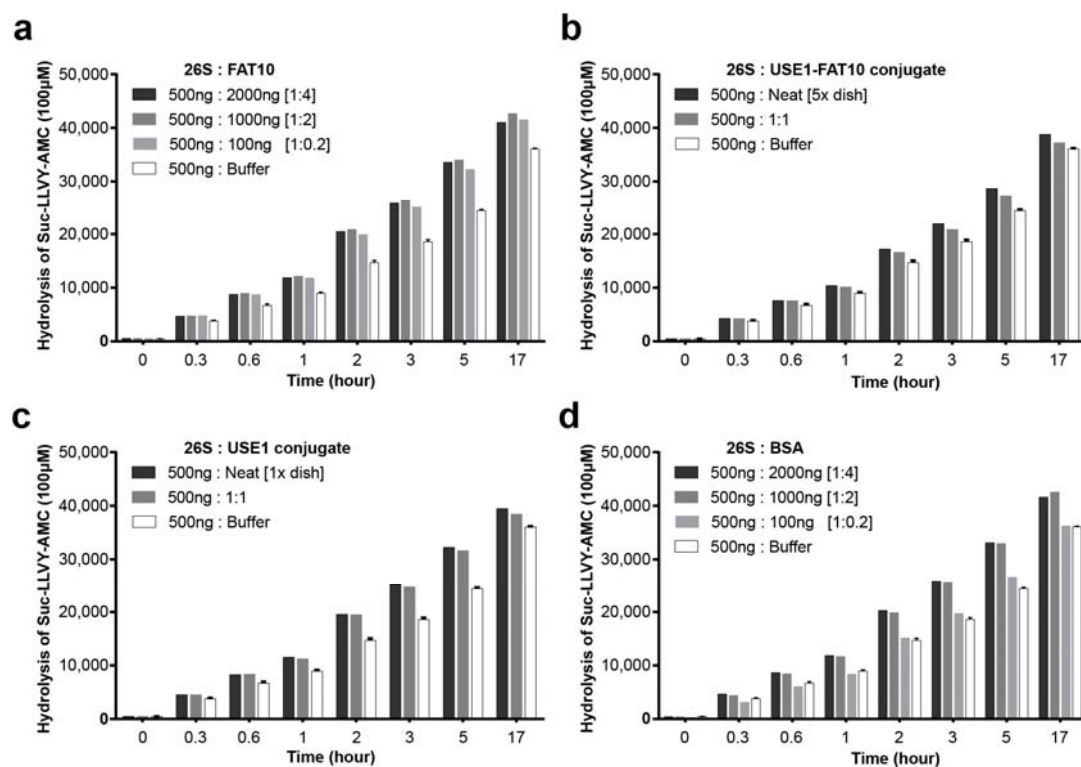 a
26S : FAT10
500ng : 2000ng [1:4]
500ng : 1000ng [1:2]
500ng : 100ng [1:0.2]
500ng : Buffer
Hydrolysis of Suc-LLVY-AMC (100µM)
50,000
40,000
30,000
20,000
10,000
0
0 0.3 0.6 1 2 3 5 17
Time (hour)
b
26S : USE1-FAT10 conjugate
500ng : Neat [5x dish]
500ng : 1:1
500ng : Buffer
Hydrolysis of Suc-LLVY-AMC (100µM)
50,000
40,000
30,000
20,000
10,000
0
0 0.3 0.6 1 2 3 5 17
Time (hour)
c
26S : USE1 conjugate
500ng : Neat [1x dish]
500ng : 1:1
500ng : Buffer
Hydrolysis of Suc-LLVY-AMC (100µM)
50,000
40,000
30,000
20,000
10,000
0
0 0.3 0.6 1 2 3 5 17
Time (hour)
d
26S : BSA
500ng : 2000ng [1:4]
500ng : 1000ng [1:2]
500ng : 100ng [1:0.2]
500ng : Buffer
Hydrolysis of Suc-LLVY-AMC (100µM)
50,000
40,000
30,000
20,000
10,000
0
0 0.3 0.6 1 2 3 5 17
Time (hour)